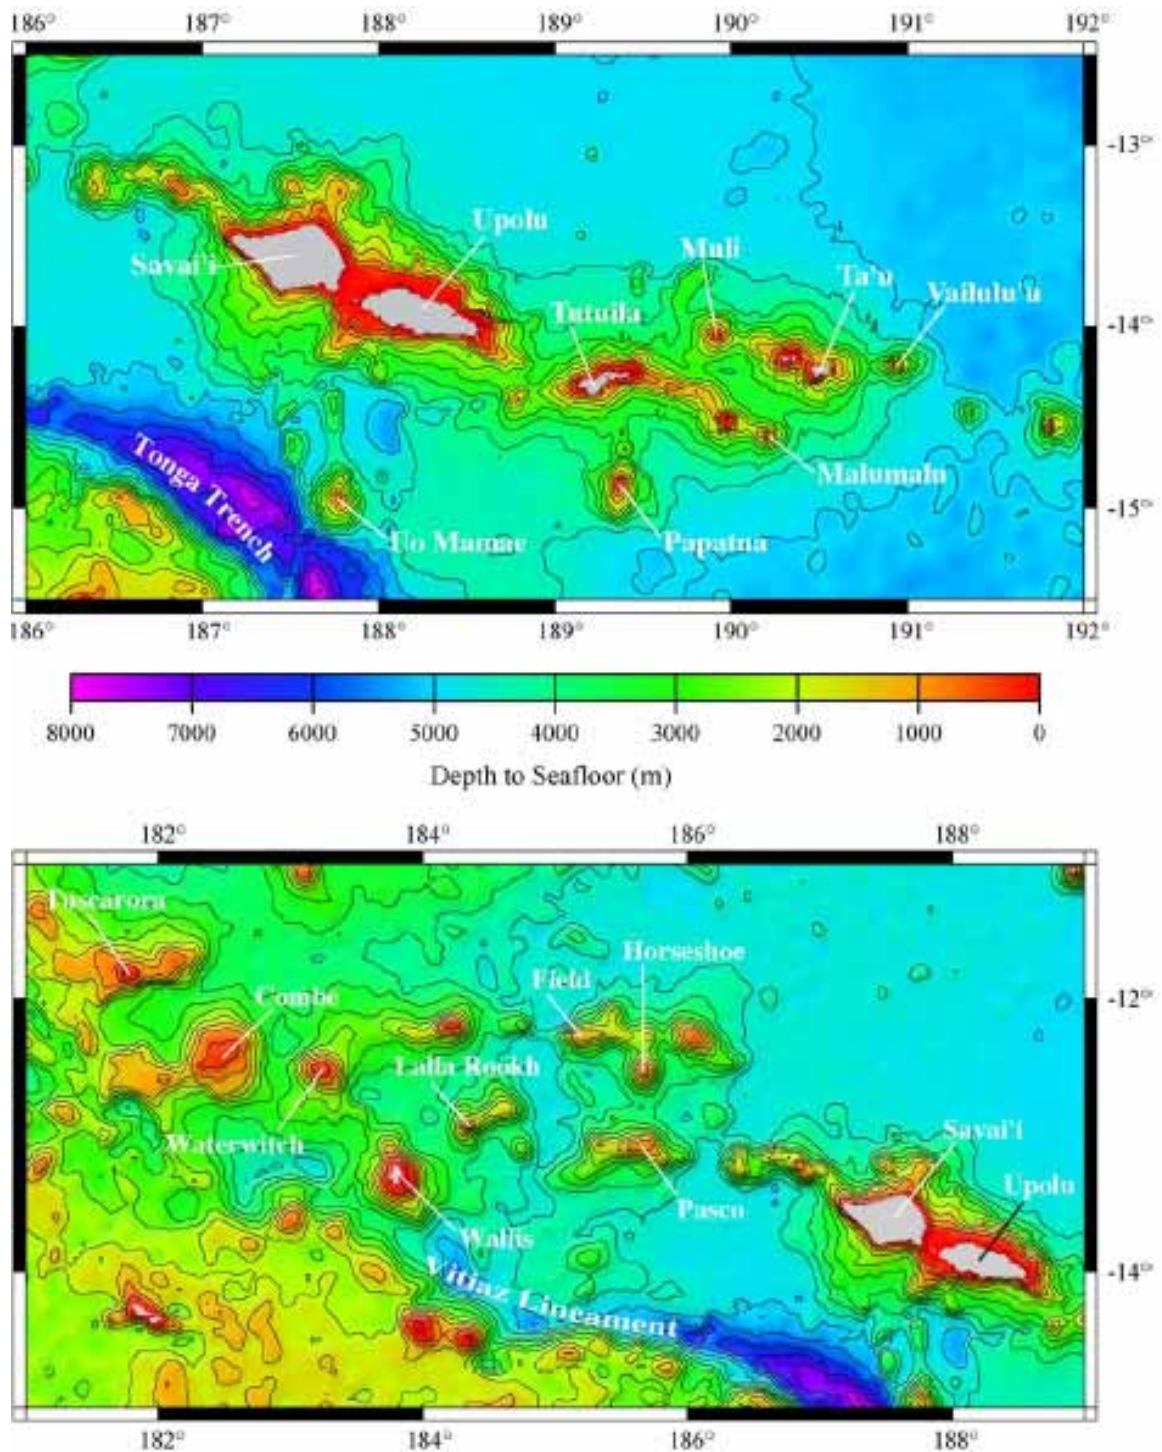 186° 187° 188° 189° 190° 191° 192°
-13°
Upolu
Mali
Savai'i
Ta'u
Vailulu'u
Tutuila
-14°
Tonga Trench
Malumalu
-15°
Uo Mamae
Papatua
186° 187° 188° 189° 190° 191° 192°
8000 7000 6000 5000 4000 3000 2000 1000 0
Depth to Seafloor (m)
182° 184° 186° 188°
Tuscarora
Horseshoe
Field
Combe
-12°
Lalla Rookh
Savai'i
Waterwitch
Upolu
Pasco
Wallis
Vitiaz Lineament
-14°
182° 184° 186° 188°